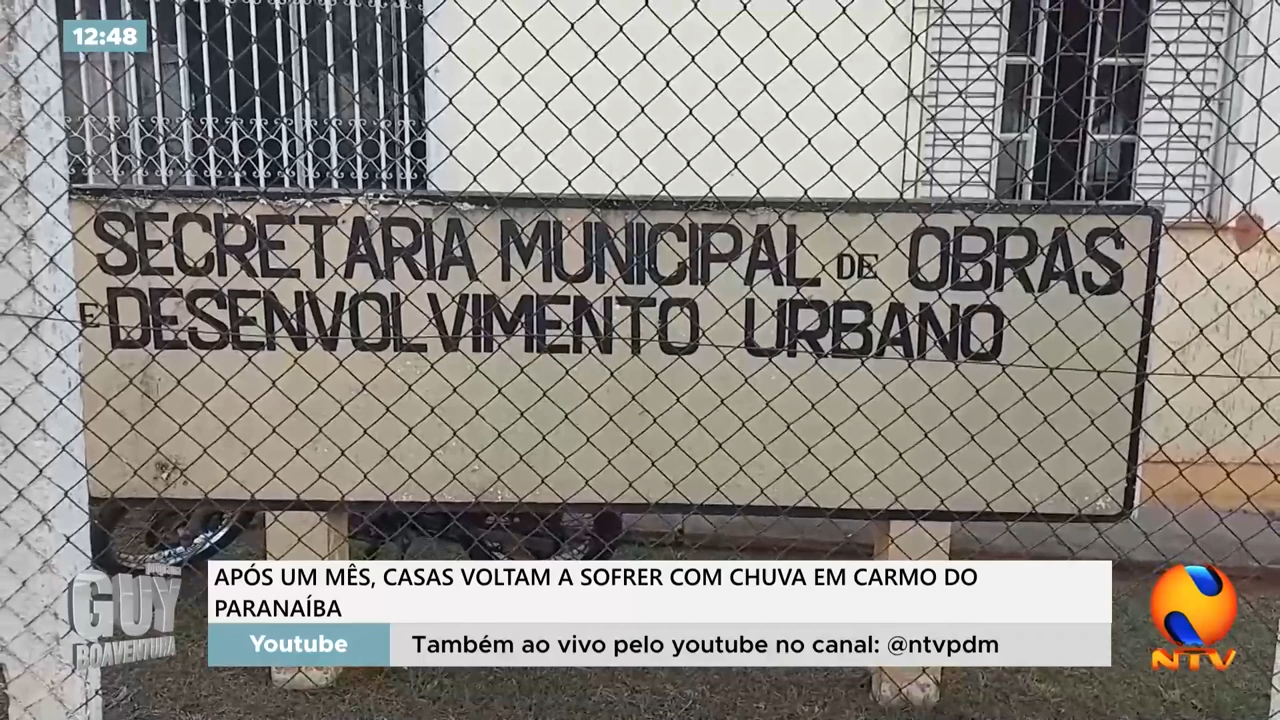 12:48
SECRETARIA MUNICIPAL DE OBRAS
E DESENVOLVIMENTO URBANO
APÓS UM MÊS, CASAS VOLTAM A SOFRER COM CHUVA EM CARMO DO
PARANAÍBA
Youtube
Também ao vivo pelo youtube no canal: @ntvpdm
GUY
BOAVENTURA
NTV